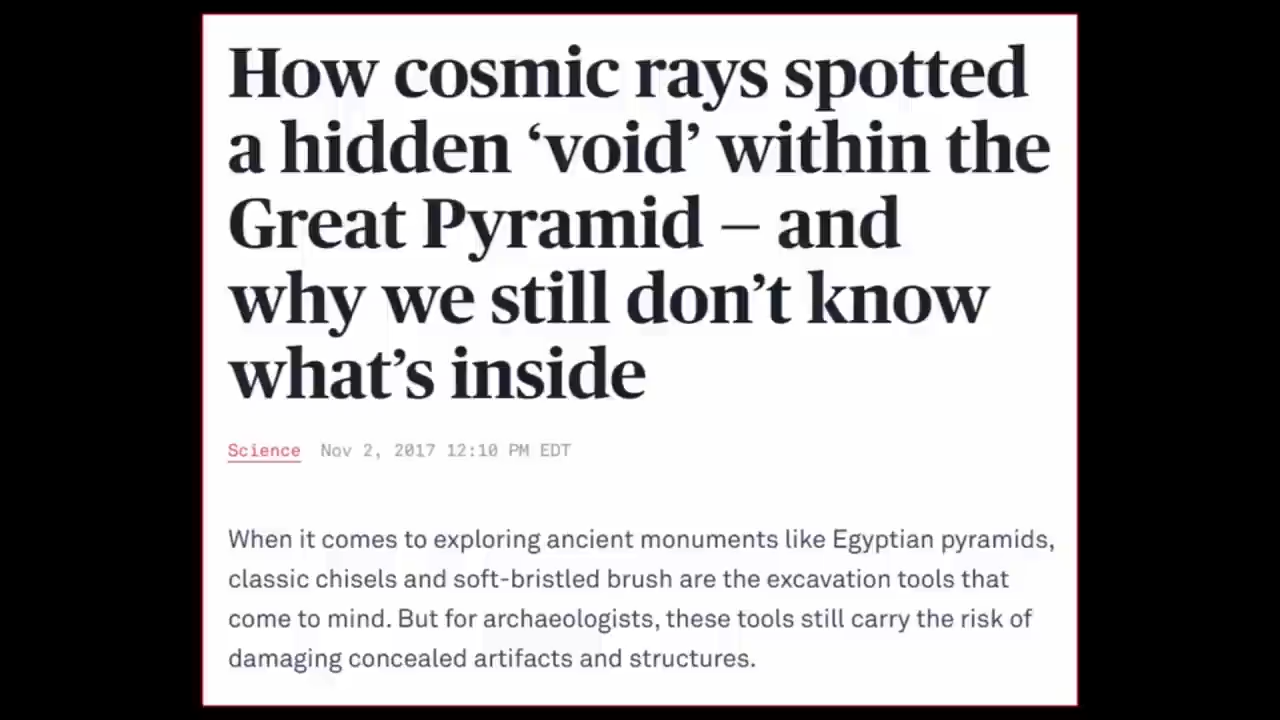 How cosmic rays spotted
a hidden ‘void’ within the
Great Pyramid — and
why we still don’t know
what’s inside
Science Nov 2, 2017 12:10 PM EDT
When it comes to exploring ancient monuments like Egyptian pyramids,
classic chisels and soft-bristled brush are the excavation tools that
come to mind. But for archaeologists, these tools still carry the risk of
damaging concealed artifacts and structures.